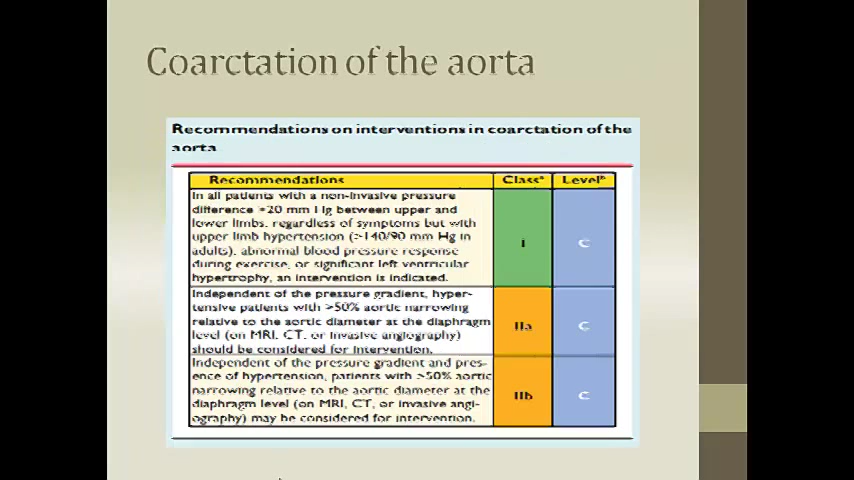 Coarctation of the aorta
Recommendations on interventions in coarctation of the
aorta
Recommendations Classᵃ Levelᵇ
In all patients with a non-invasive pressure
difference >20 mm Hg between upper and
lower limbs, regardless of symptoms but with
upper limb hypertension (>140/90 mm Hg in
adults), abnormal blood pressure response
during exercise, or significant left ventricular
hypertrophy, an intervention is indicated.
I C
Independent of the pressure gradient, hyper-
tensive patients with >50% aortic narrowing
relative to the aortic diameter at the diaphragm
level (on MRI, CT, or invasive angiography)
should be considered for intervention.
IIa C
Independent of the pressure gradient and pres-
ence of hypertension, patients with >50% aortic
narrowing relative to the aortic diameter at the
diaphragm level (on MRI, CT, or invasive angi-
ography) may be considered for intervention.
IIb C